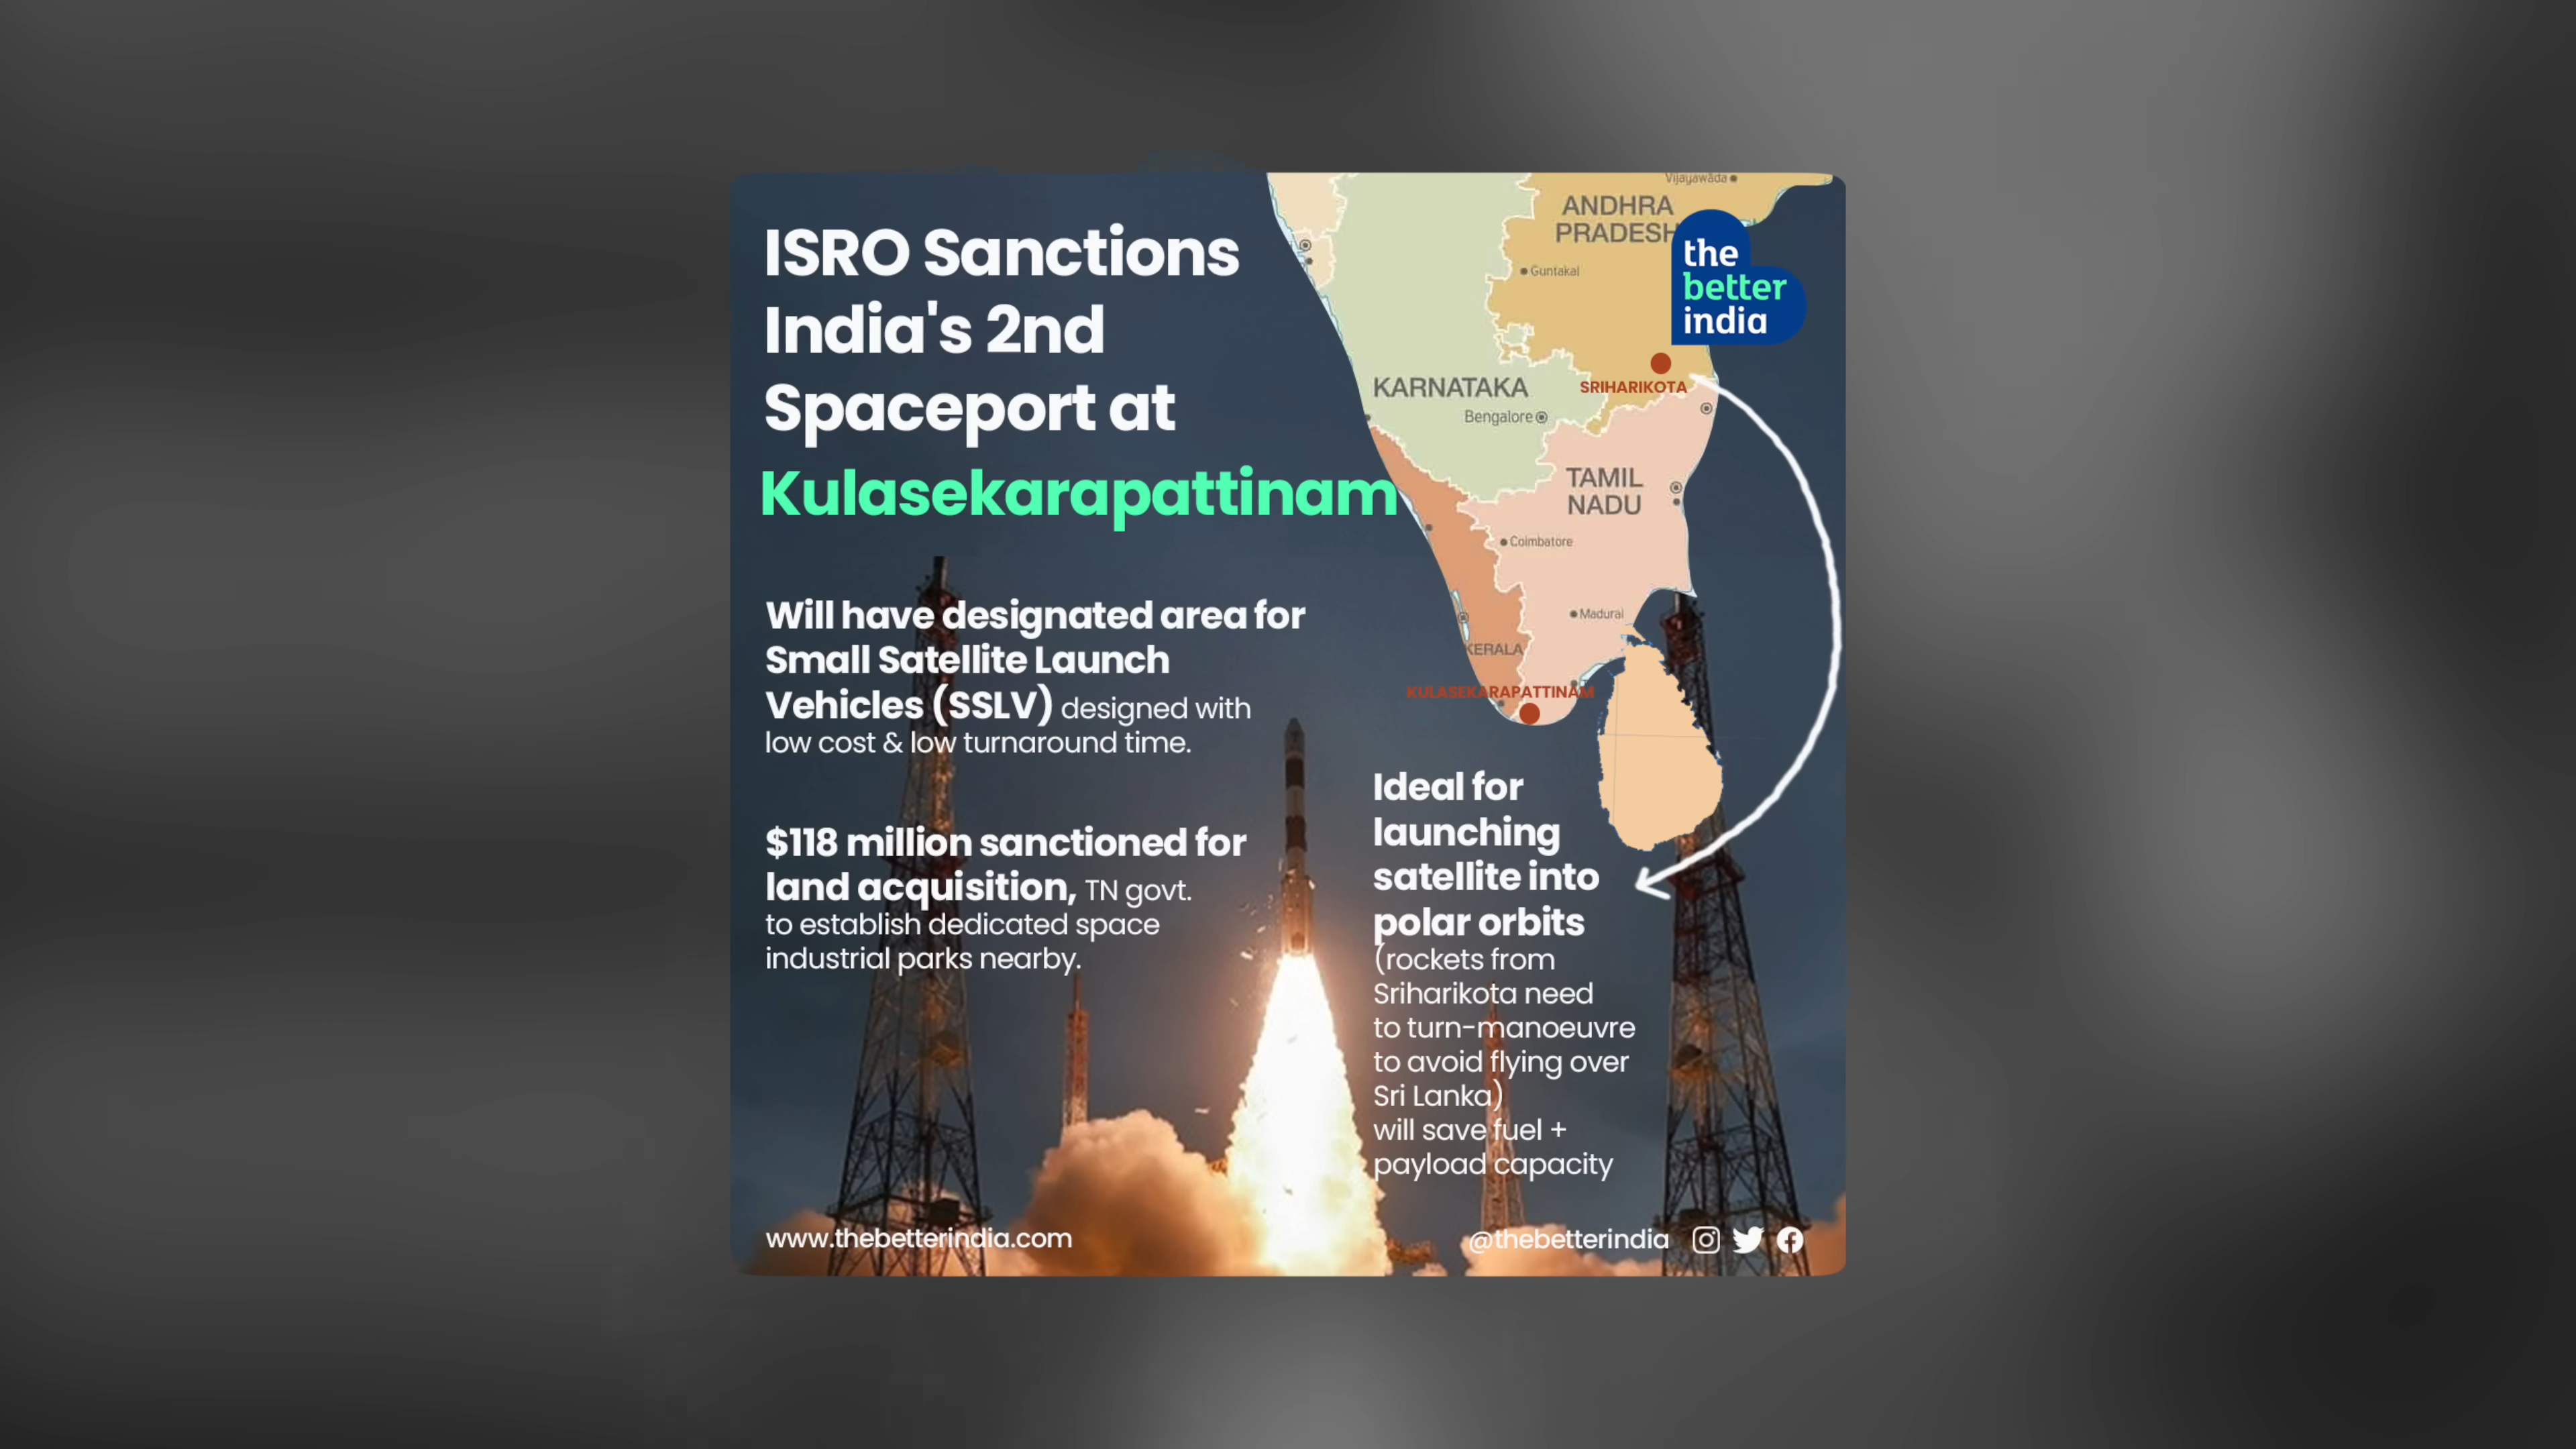 ISRO Sanctions
India's 2nd
Spaceport at
Kulasekarapattinam
Will have designated area for
Small Satellite Launch
Vehicles (SSLV) designed with
low cost & low turnaround time.
$118 million sanctioned for
land acquisition, TN govt.
to establish dedicated space
industrial parks nearby.
Vijayawāda
ANDHRA
PRADESH
the
better
india
Guntakal
SRIHARIKOTA
KARNATAKA
Bengalore
TAMIL
NADU
Coimbatore
Madurai
KERALA
KULASEKARAPATTINAM
Ideal for
launching
satellite into
polar orbits
(rockets from
Sriharikota need
to turn-manoeuvre
to avoid flying over
Sri Lanka)
will save fuel +
payload capacity
www.thebetterindia.com
@thebetterindia